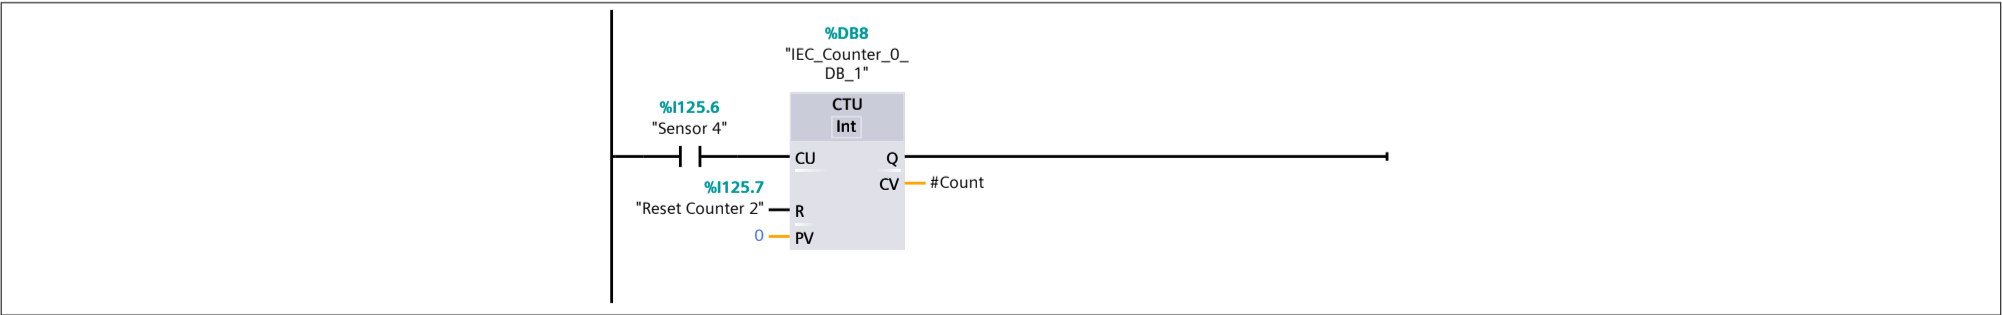 %DB8
"IEC_Counter_0_
DB_1"
CTU
Int
%I125.6
"Sensor 4"
CU
Q
CV
#Count
%I125.7
"Reset Counter 2"
R
0
PV